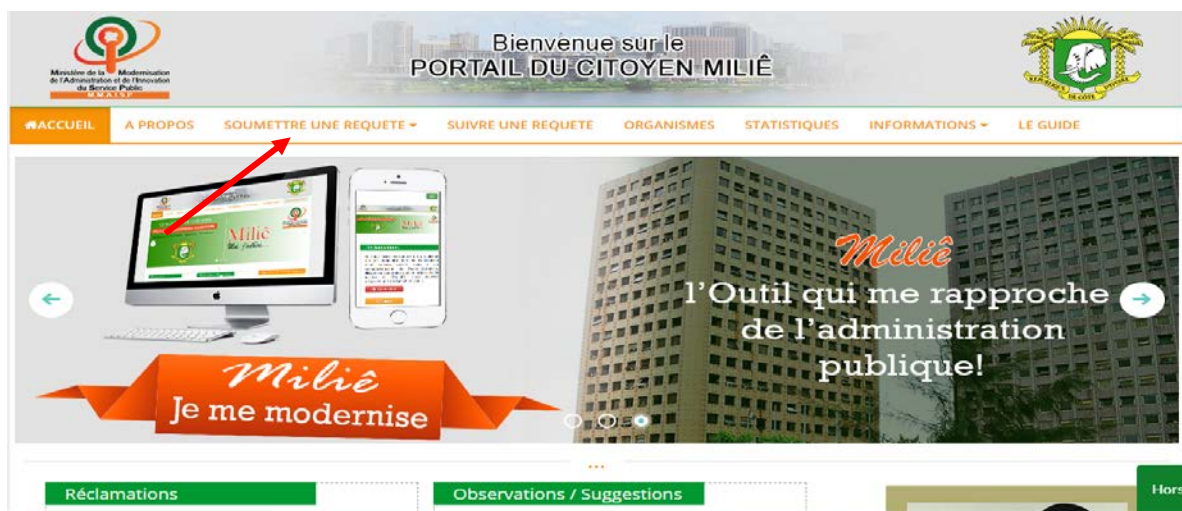 Ministère de la Modernisation
de l'Administration et de l'Innovation
du Service Public
MMAISP
Bienvenue sur le
PORTAIL DU CITOYEN MILIÊ
ACCUEIL
A PROPOS
SOUMETTRE UNE REQUETE
SUIVRE UNE REQUETE
ORGANISMES
STATISTIQUES
INFORMATIONS
LE GUIDE
Miliê
Miliê
Je me modernise
Miliê
l'Outil qui me rapproche
de l'administration
publique!
...
Réclamations
Observations / Suggestions
Hors